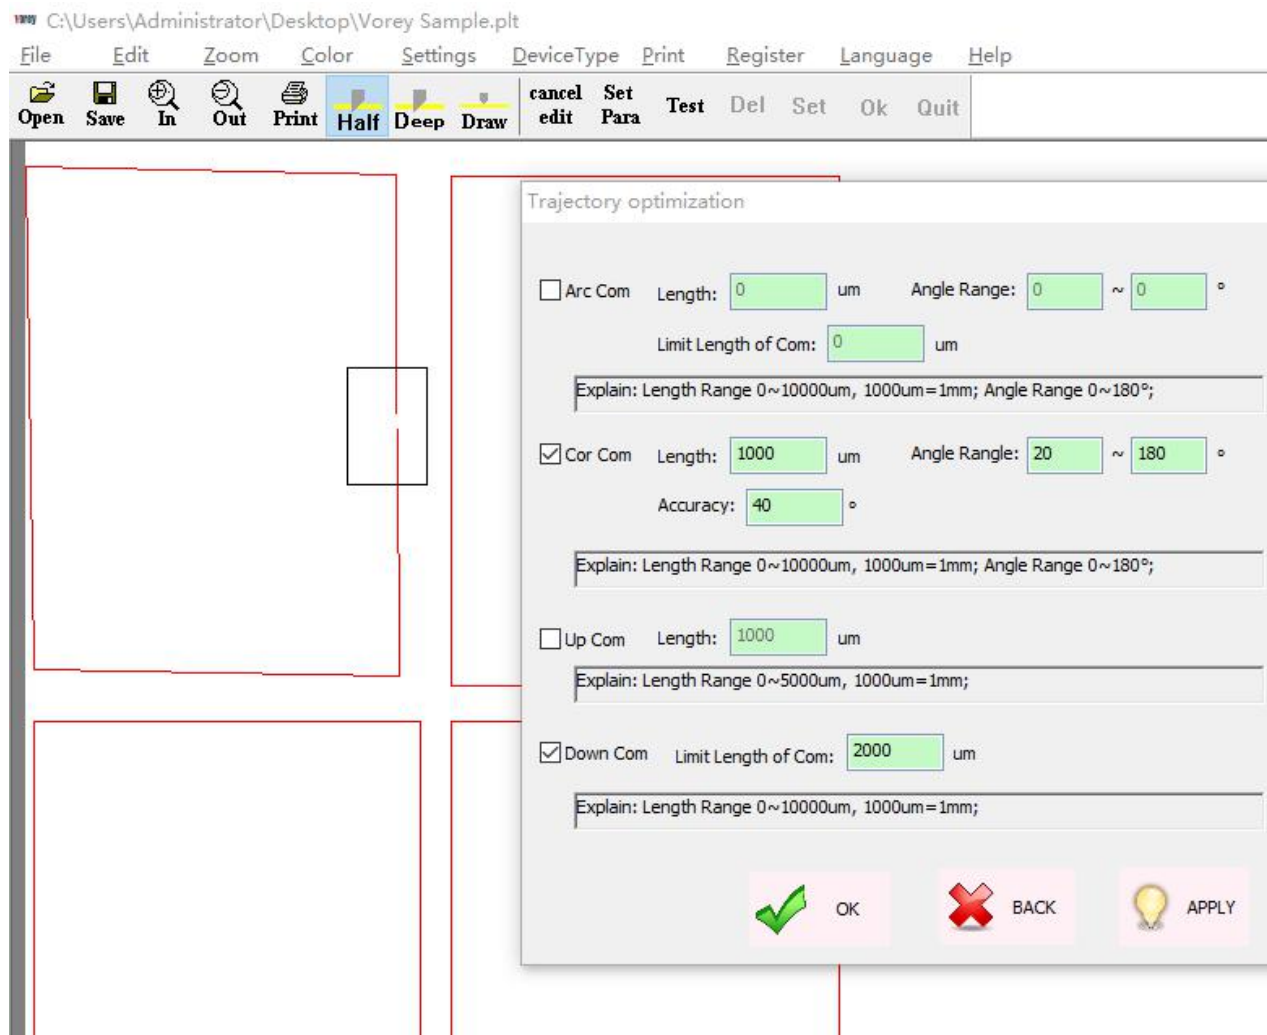 vorey C:\Users\Administrator\Desktop\Vorey Sample.plt
File Edit Zoom Color Settings DeviceType Print Register Language Help
Open Save In Out Print Half Deep Draw cancel edit Set Para Test Del Set Ok Quit
Trajectory optimization
Arc Com Length: 0 um Angle Range: 0 ~ 0 °
Limit Length of Com: 0 um
Explain: Length Range 0~10000um, 1000um=1mm; Angle Range 0~180°;
Cor Com Length: 1000 um Angle Rangle: 20 ~ 180 °
Accuracy: 40 °
Explain: Length Range 0~10000um, 1000um=1mm; Angle Range 0~180°;
Up Com Length: 1000 um
Explain: Length Range 0~5000um, 1000um=1mm;
Down Com Limit Length of Com: 2000 um
Explain: Length Range 0~10000um, 1000um=1mm;
OK BACK APPLY